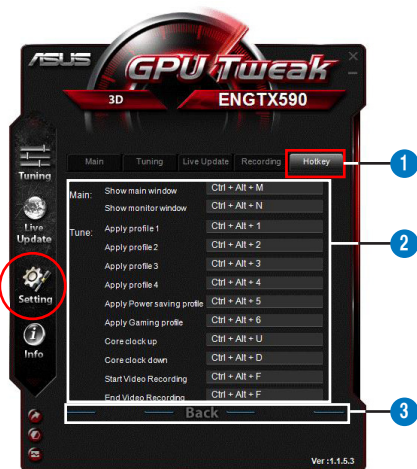 ASUS
GPU Tweak
3D ENGTX590
Main Tuning Live Update Recording Hotkey
1
Tuning
Live Update
Setting
Info
Main: Show main window Ctrl + Alt + M
Show monitor window Ctrl + Alt + N
Tune: Apply profile 1 Ctrl + Alt + 1
Apply profile 2 Ctrl + Alt + 2
Apply profile 3 Ctrl + Alt + 3
Apply profile 4 Ctrl + Alt + 4
Apply Power saving profile Ctrl + Alt + 5
Apply Gaming profile Ctrl + Alt + 6
Core clock up Ctrl + Alt + U
Core clock down Ctrl + Alt + D
Start Video Recording Ctrl + Alt + F
End Video Recording Ctrl + Alt + F
2
Back
3
Ver :1.1.5.3